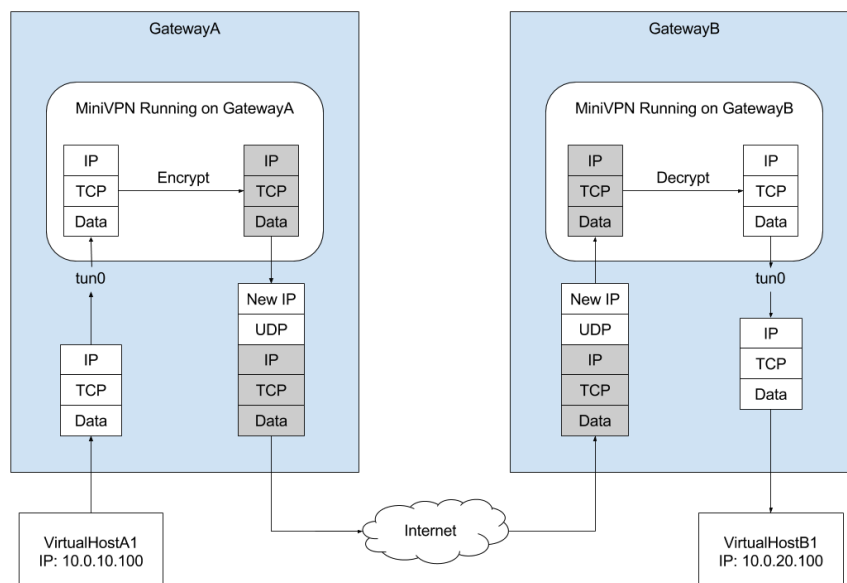 GatewayA
MiniVPN Running on GatewayA
IP
TCP
Data
Encrypt
IP
TCP
Data
tun0
IP
TCP
Data
New IP
UDP
IP
TCP
Data
VirtualHostA1
IP: 10.0.10.100
Internet
GatewayB
MiniVPN Running on GatewayB
IP
TCP
Data
Decrypt
IP
TCP
Data
New IP
UDP
IP
TCP
Data
tun0
IP
TCP
Data
VirtualHostB1
IP: 10.0.20.100